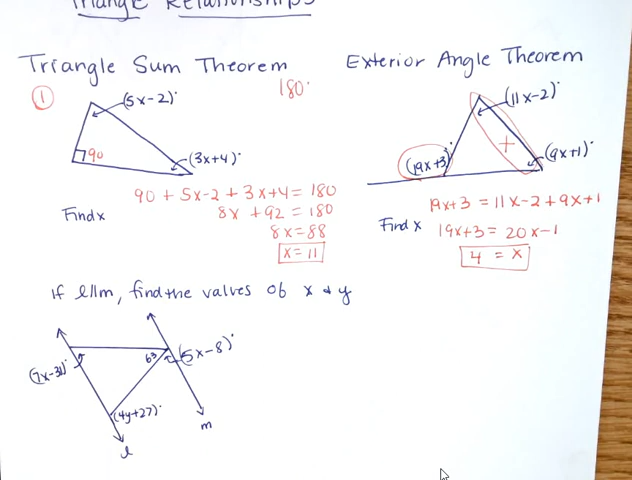 Triangle Relationships
Triangle Sum Theorem
180°
① (5x-2)°
90
(3x+4)°
90 + 5x-2 + 3x+4 = 180
Find x
8x + 92 = 180
8x = 88
x = 11
Exterior Angle Theorem
(11x-2)°
(19x+3)°
+
(9x+1)°
19x+3 = 11x-2 + 9x+1
Find x
19x+3 = 20x-1
4 = x
If l||m, find the values of x & y
(7x-31)°
63
(5x-8)°
(4y+27)°
l
m